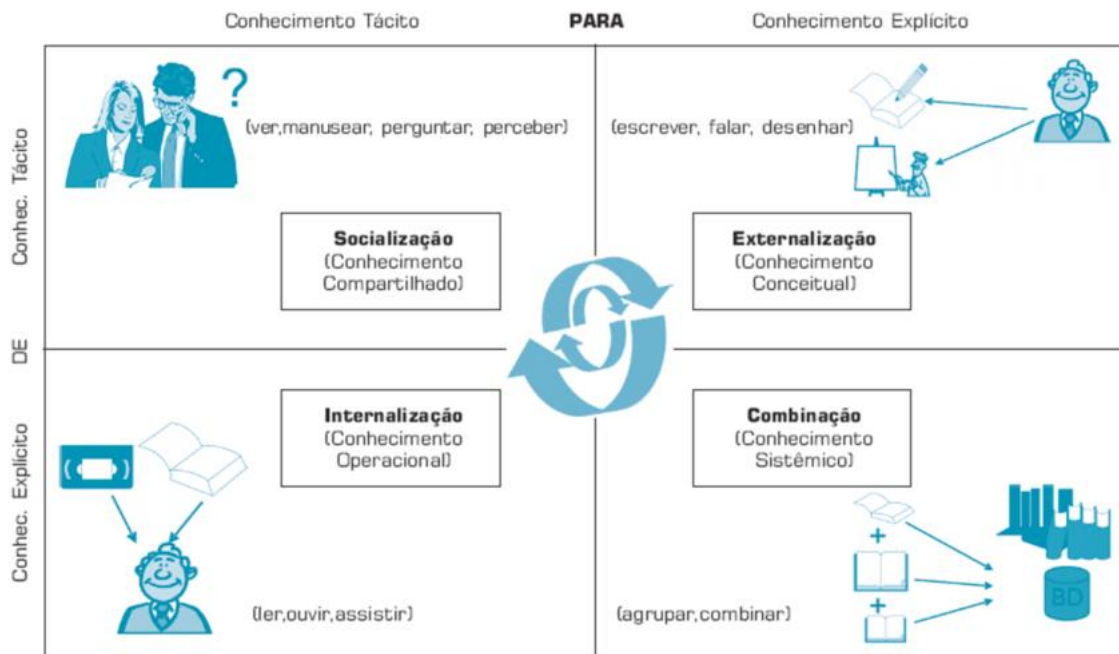 Conhecimento Tácito PARA Conhecimento Explícito
DE
Conhec. Tácito
?
(ver,manusear, perguntar, perceber)
(escrever, falar, desenhar)
Socialização
(Conhecimento
Compartilhado)
Externalização
(Conhecimento
Conceitual)
Conhec. Explícito
Internalização
(Conhecimento
Operacional)
Combinação
(Conhecimento
Sistêmico)
+
+
BD
(ler,ouvir,assistir)
(agrupar,combinar)